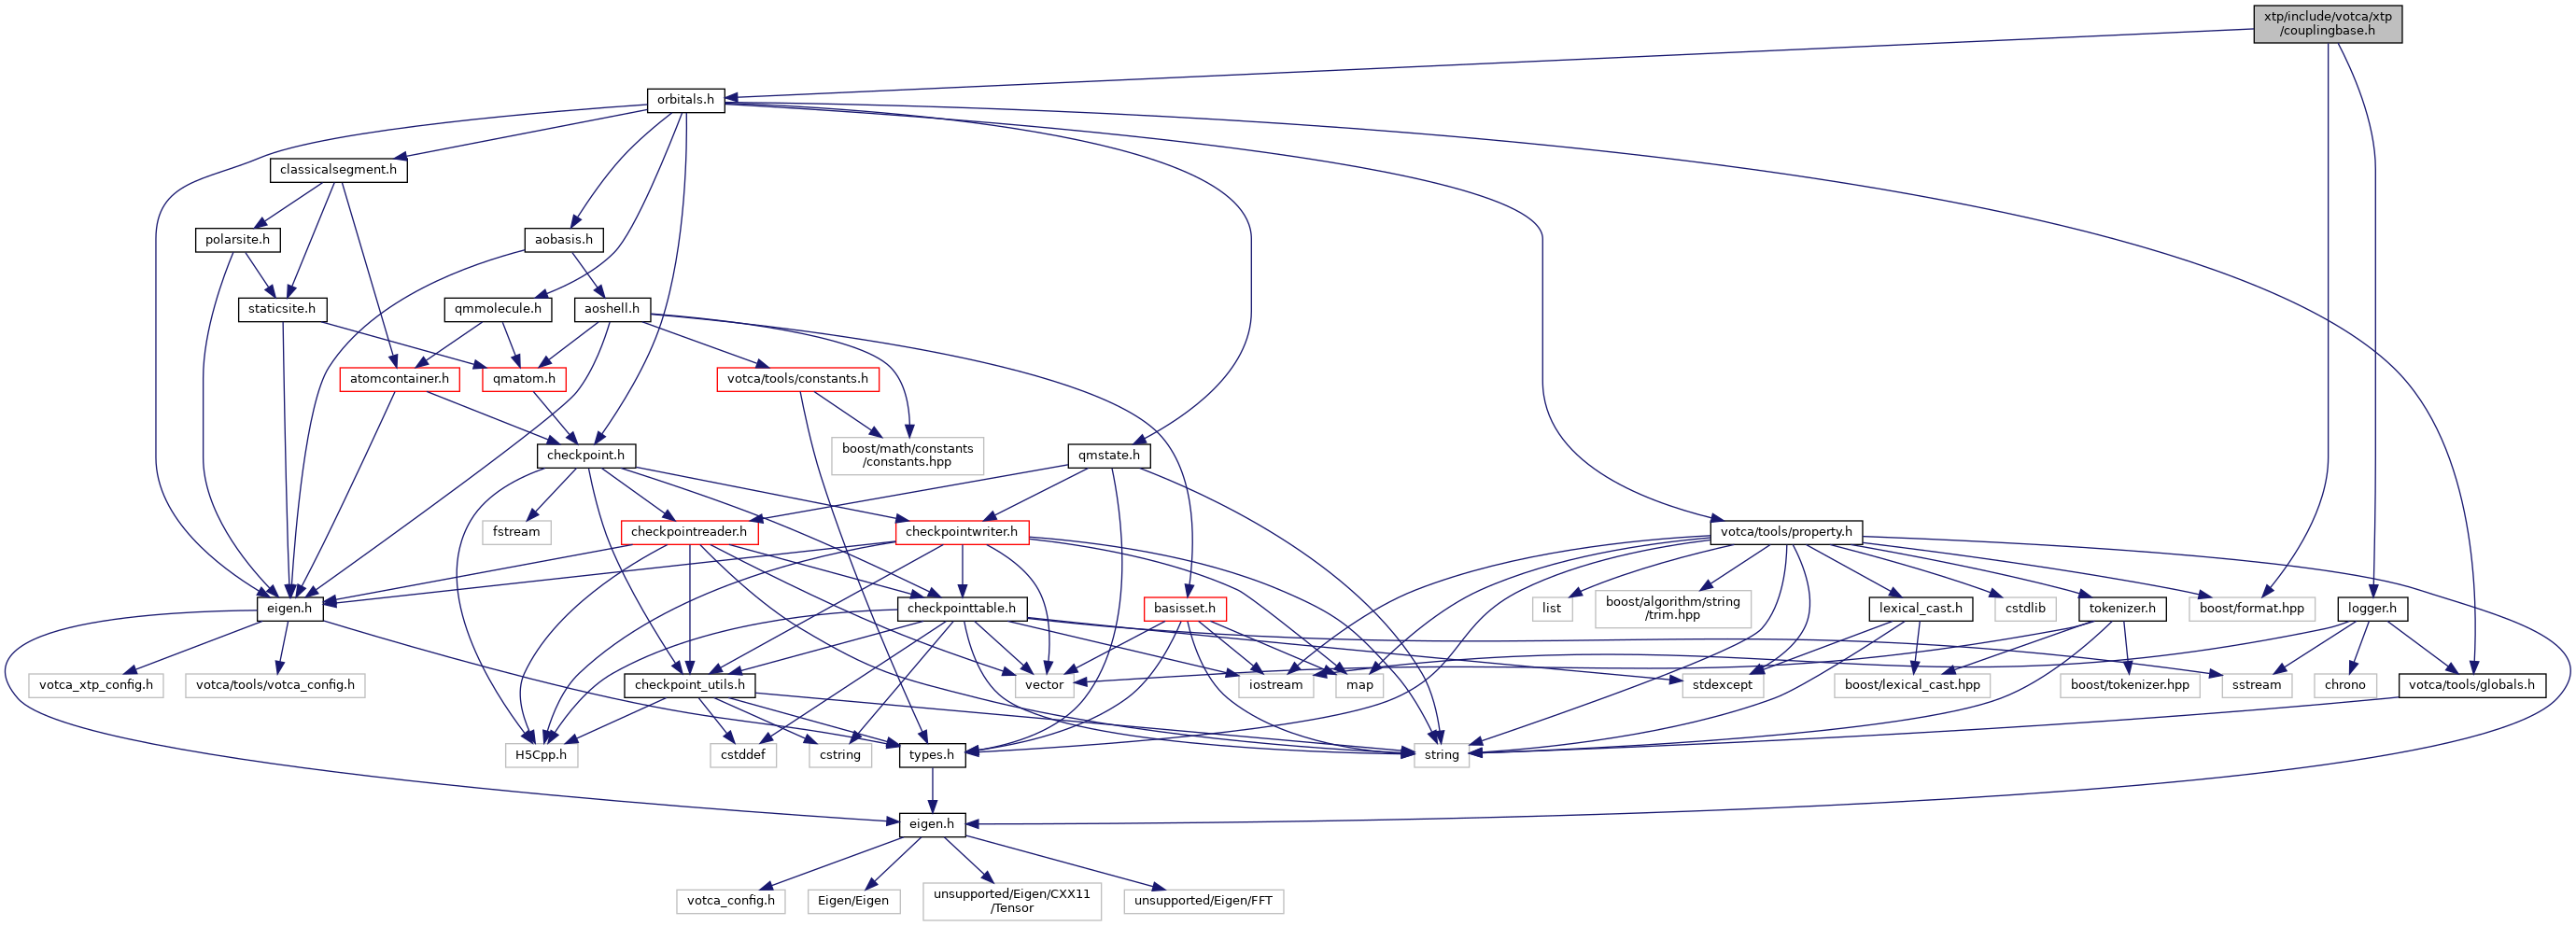 xtp/include/votca/xtp
/couplingbase.h
orbitals.h
classicalsegment.h
polarsite.h
aobasis.h
staticsite.h
qmmolecule.h
aoshell.h
atomcontainer.h
qmatom.h
votca/tools/constants.h
checkpoint.h
boost/math/constants
/constants.hpp
qmstate.h
fstream
checkpointreader.h
checkpointwriter.h
votca/tools/property.h
eigen.h
checkpointtable.h
basisset.h
list
boost/algorithm/string
/trim.hpp
lexical_cast.h
cstdlib
tokenizer.h
boost/format.hpp
logger.h
votca_xtp_config.h
votca/tools/votca_config.h
checkpoint_utils.h
vector
iostream
map
stdexcept
boost/lexical_cast.hpp
boost/tokenizer.hpp
sstream
chrono
votca/tools/globals.h
H5Cpp.h
cstddef
cstring
types.h
string
eigen.h
votca_config.h
Eigen/Eigen
unsupported/Eigen/CXX11
/Tensor
unsupported/Eigen/FFT